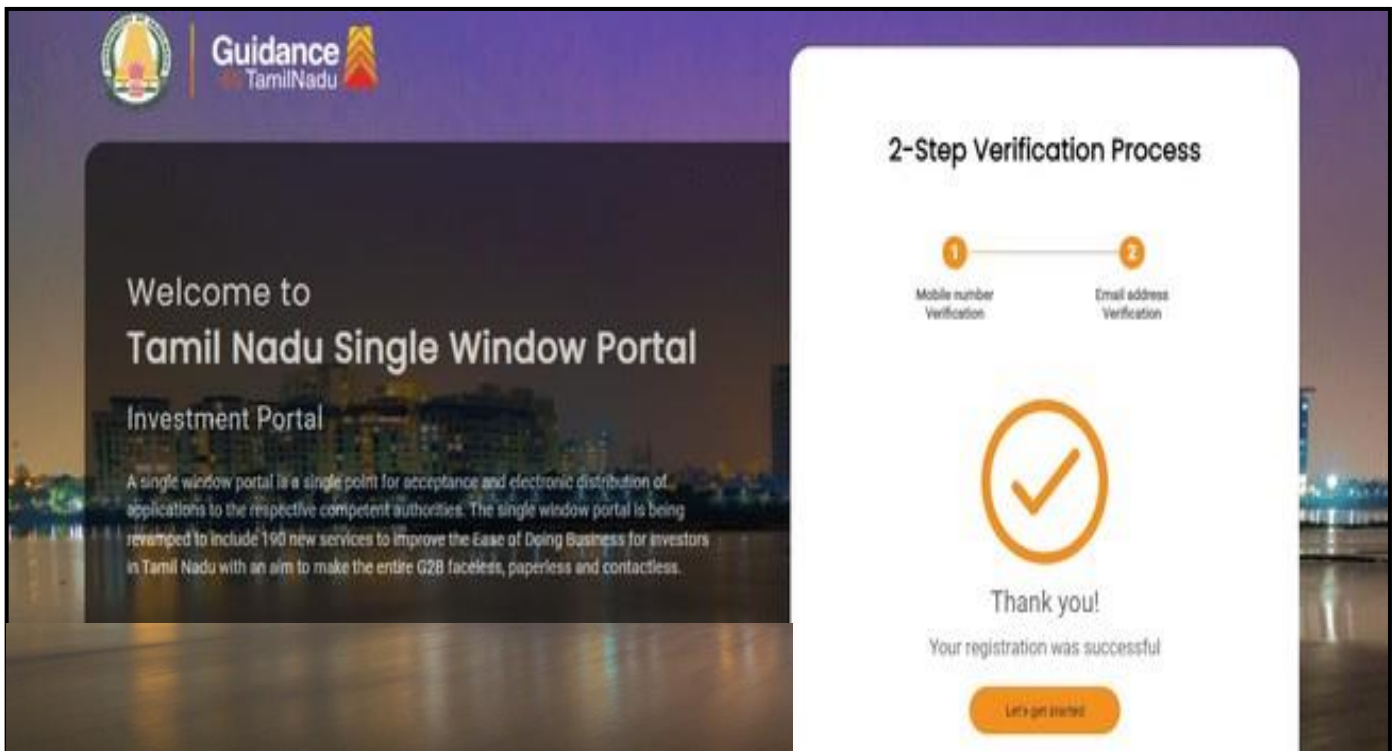 Guidance
TamilNadu
Welcome to
Tamil Nadu Single Window Portal
Investment Portal
A single window portal is a single point for acceptance and electronic distribution of
applications to the respective competent authorities. The single window portal is being
revamped to include 190 new services to improve the Ease of Doing Business for investors
in Tamil Nadu with an aim to make the entire G2B faceless, paperless and contactless.
2-Step Verification Process
1
2
Mobile number
Verification
Email address
Verification
Thank you!
Your registration was successful
Let's get started